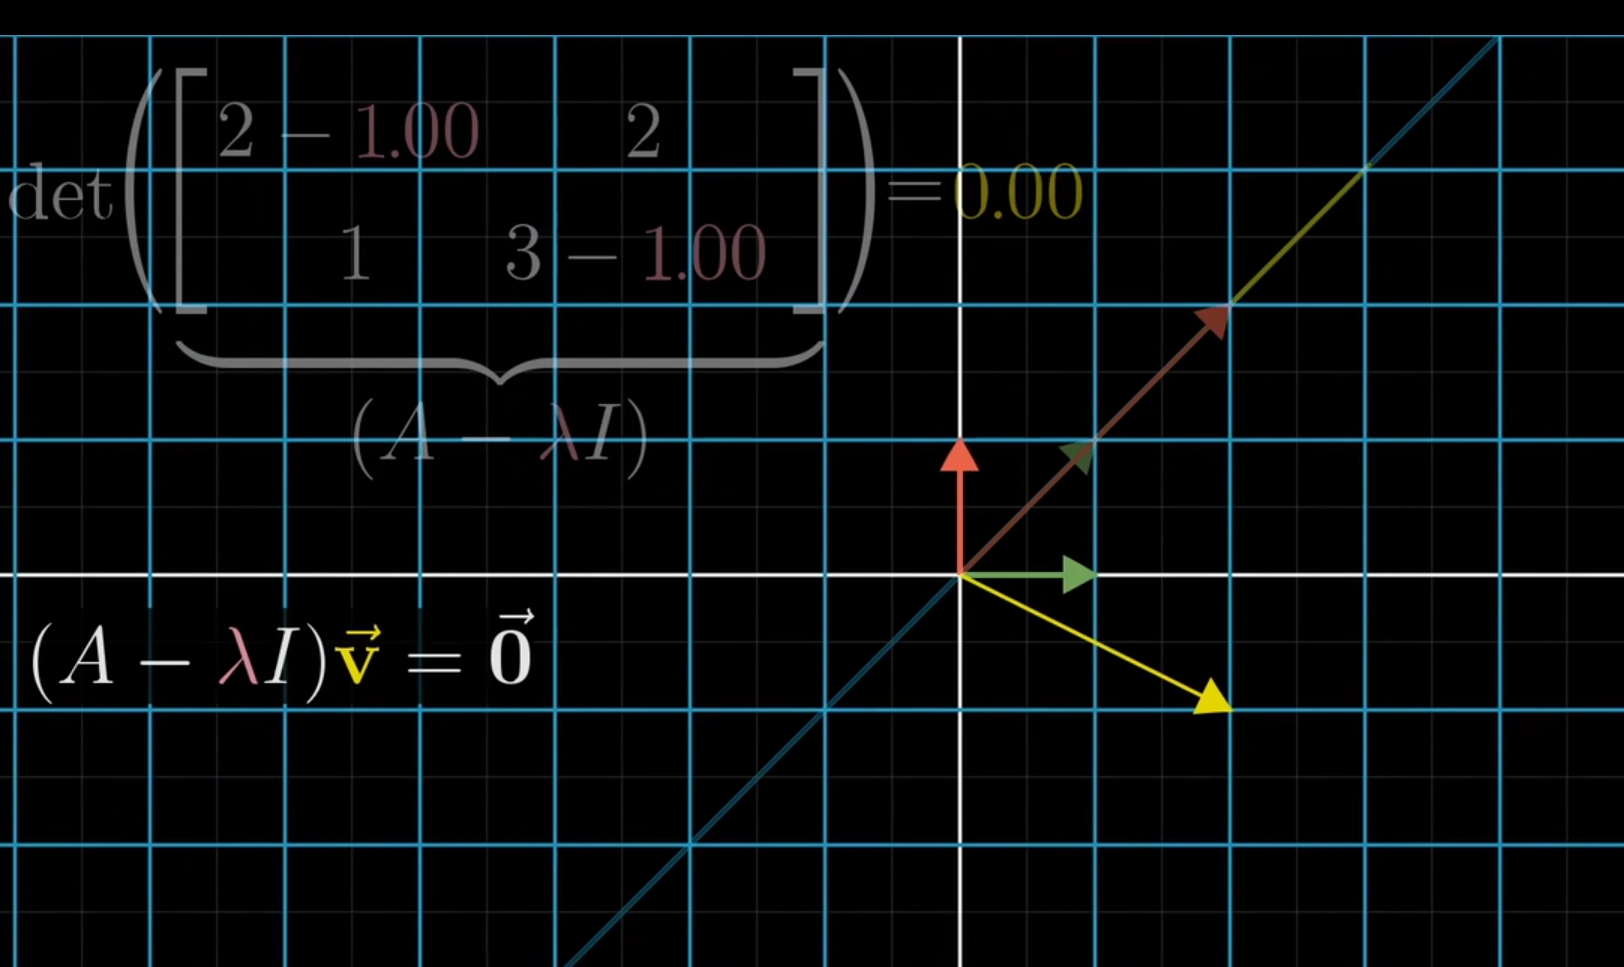 det([2 − 1.00 2
1 3 − 1.00]) = 0.00
(A − λI)
(A − λI)v⃗ = 0⃗